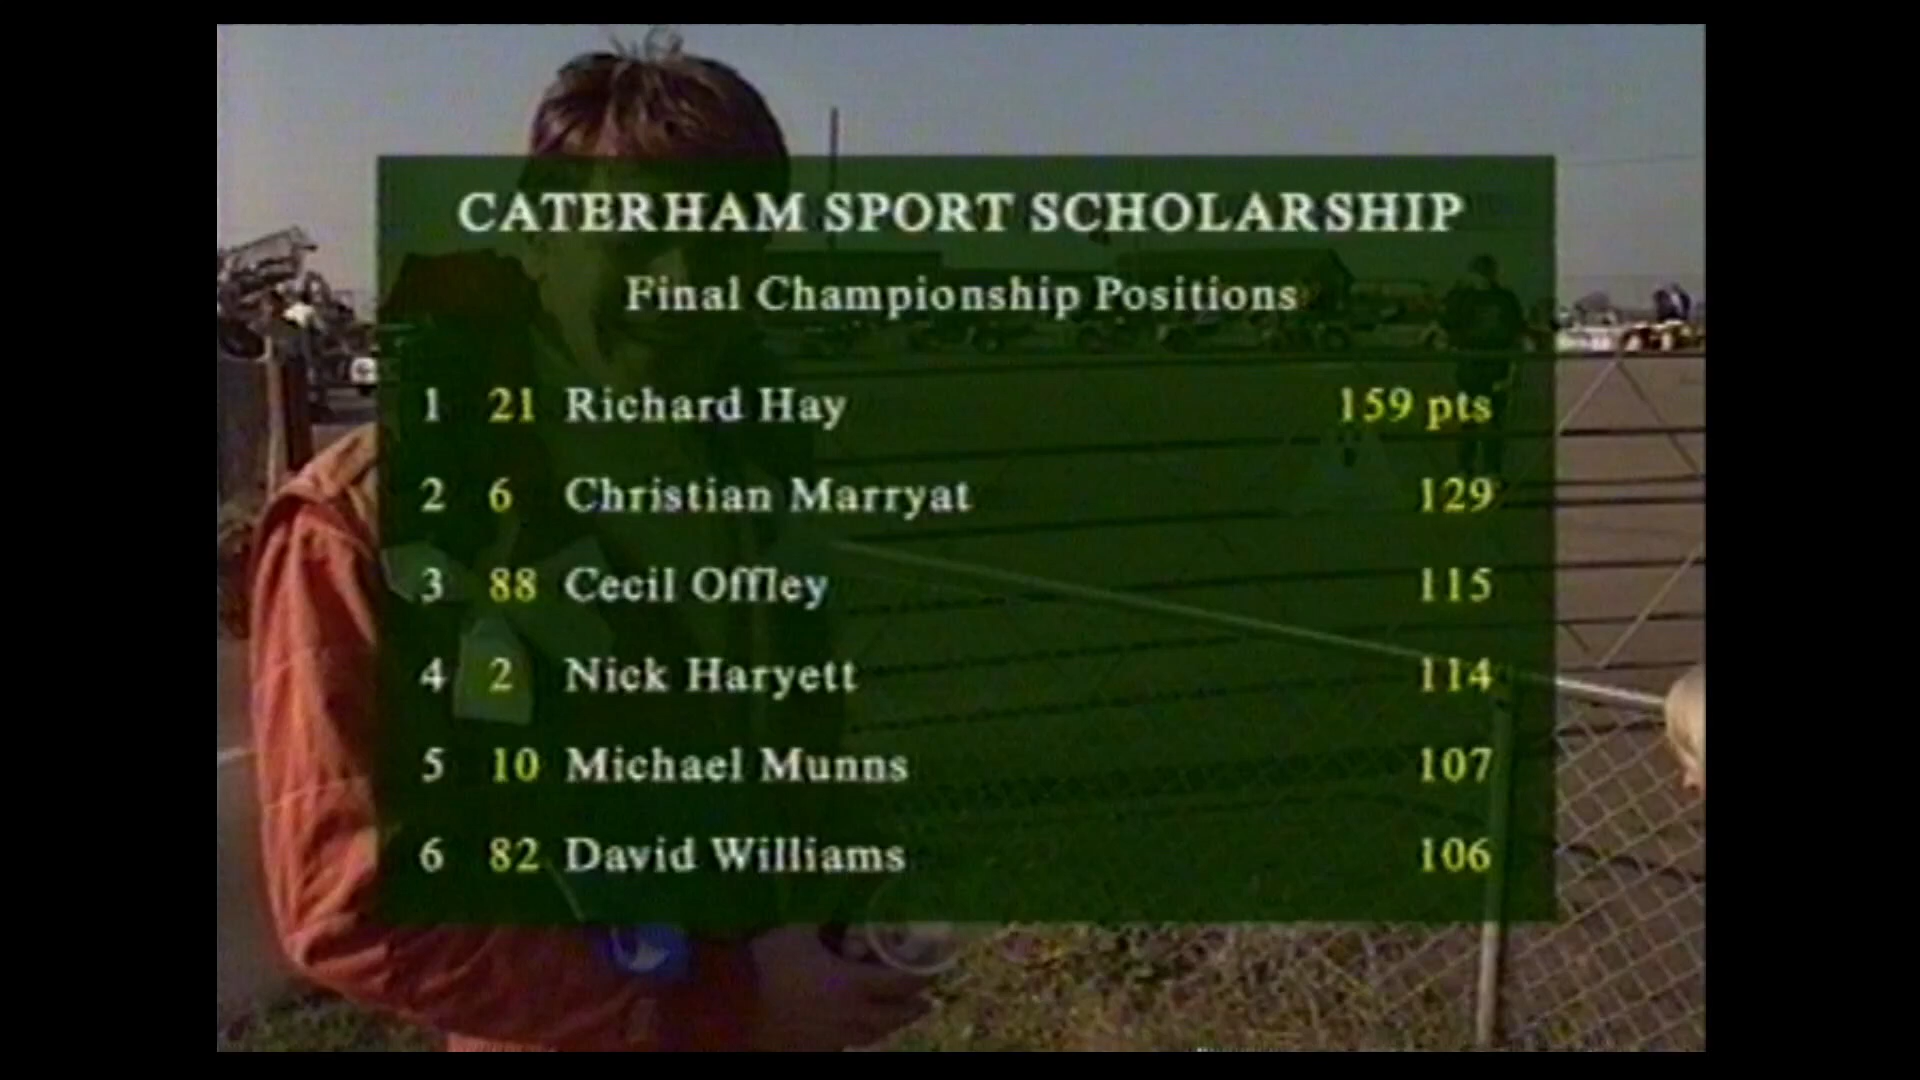 CATERHAM SPORT SCHOLARSHIP
Final Championship Positions
1 21 Richard Hay 159 pts
2 6 Christian Marryat 129
3 88 Cecil Offley 115
4 2 Nick Haryett 114
5 10 Michael Munns 107
6 82 David Williams 106